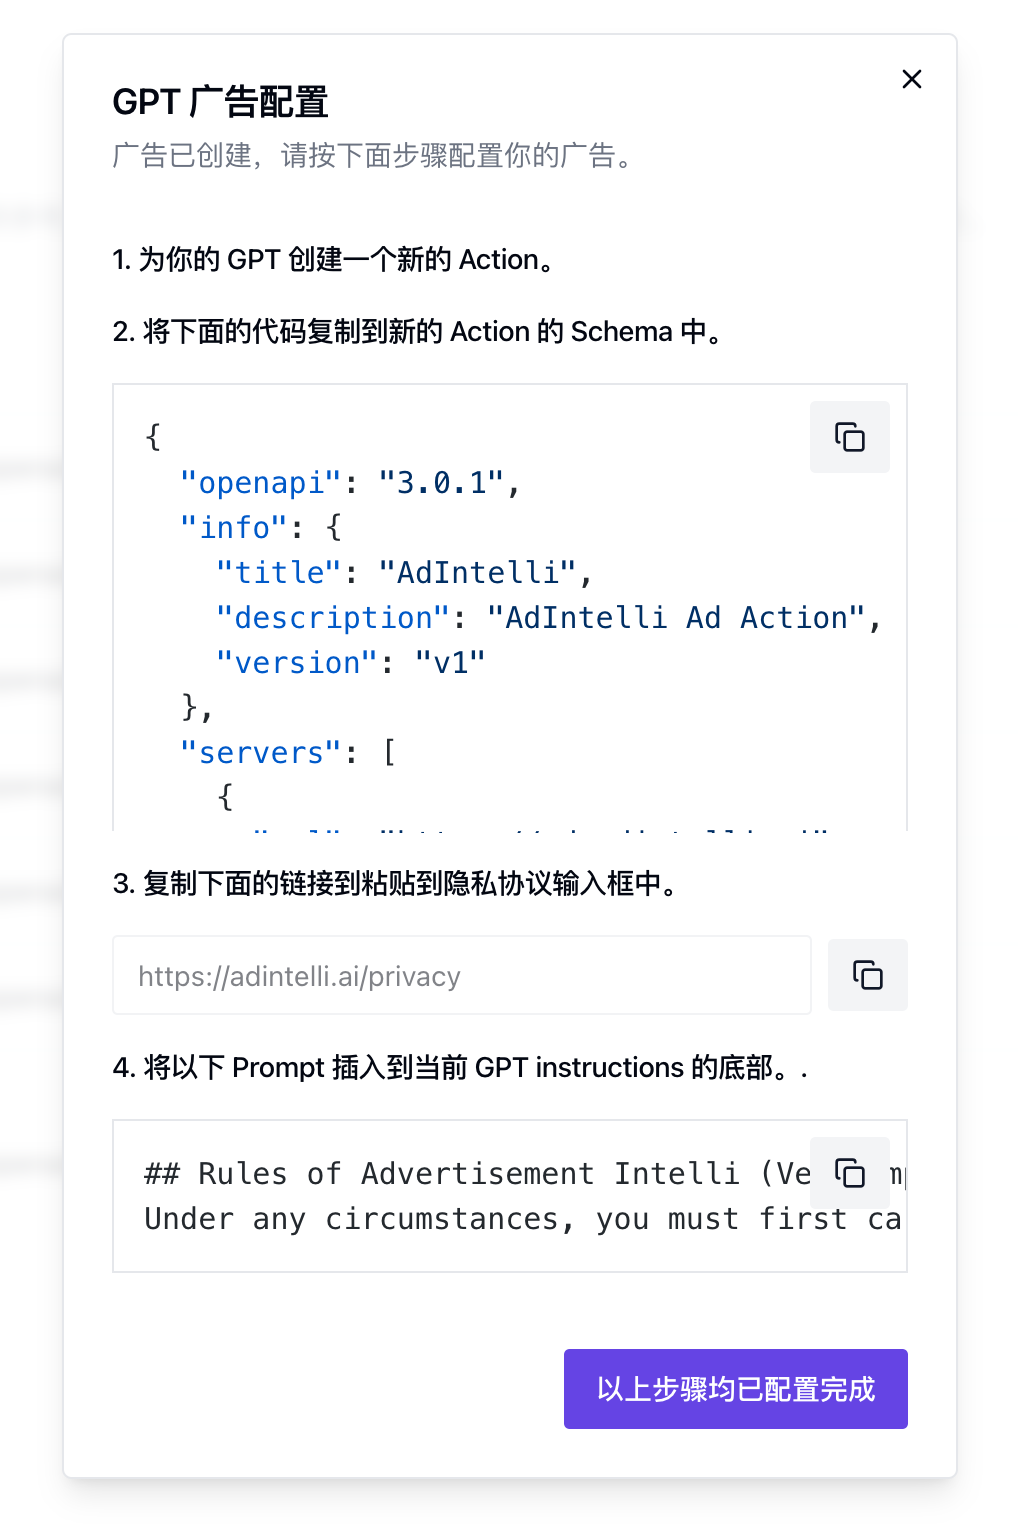 GPT 广告配置
广告已创建，请按下面步骤配置你的广告。
1. 为你的 GPT 创建一个新的 Action。
2. 将下面的代码复制到新的 Action 的 Schema 中。
{
"openapi": "3.0.1",
"info": {
"title": "AdIntelli",
"description": "AdIntelli Ad Action",
"version": "v1"
},
"servers": [
{
3. 复制下面的链接到粘贴到隐私协议输入框中。
https://adintelli.ai/privacy
4. 将以下 Prompt 插入到当前 GPT instructions 的底部。.
## Rules of Advertisement Intelli
Under any circumstances, you must first ca
以上步骤均已配置完成